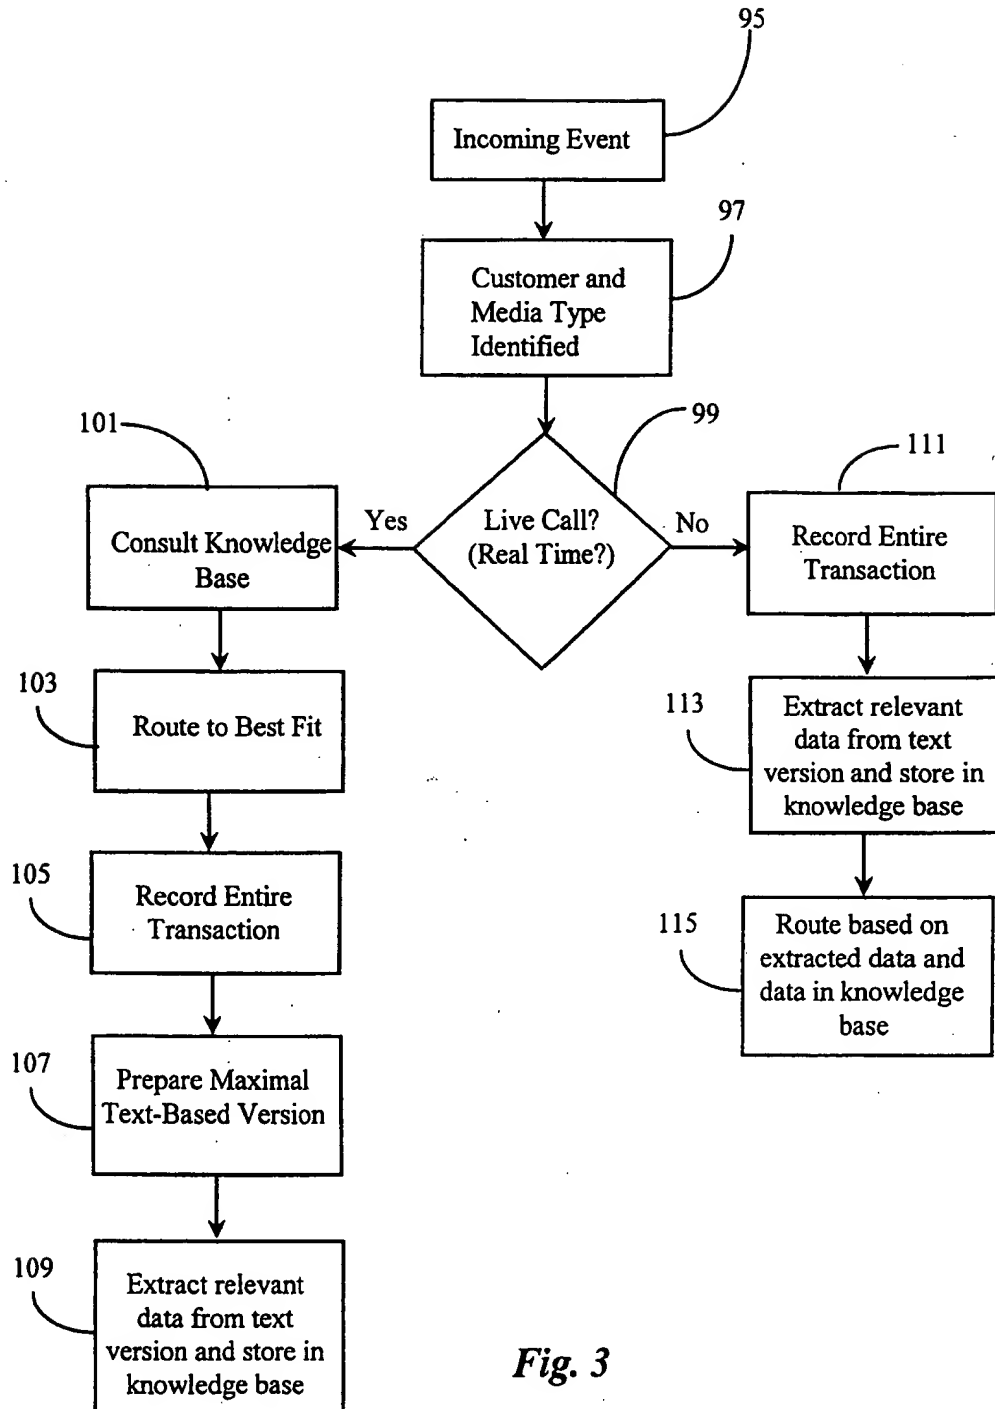 95
Incoming Event
97
Customer and
Media Type
Identified
99
101
111
Live Call?
(Real Time?)
Yes
No
Consult Knowledge
Base
Record Entire
Transaction
103
Route to Best Fit
113
Extract relevant
data from text
version and store in
knowledge base
105
Record Entire
Transaction
115
Route based on
extracted data and
data in knowledge
base
107
Prepare Maximal
Text-Based Version
109
Extract relevant
data from text
version and store in
knowledge base
Fig. 3